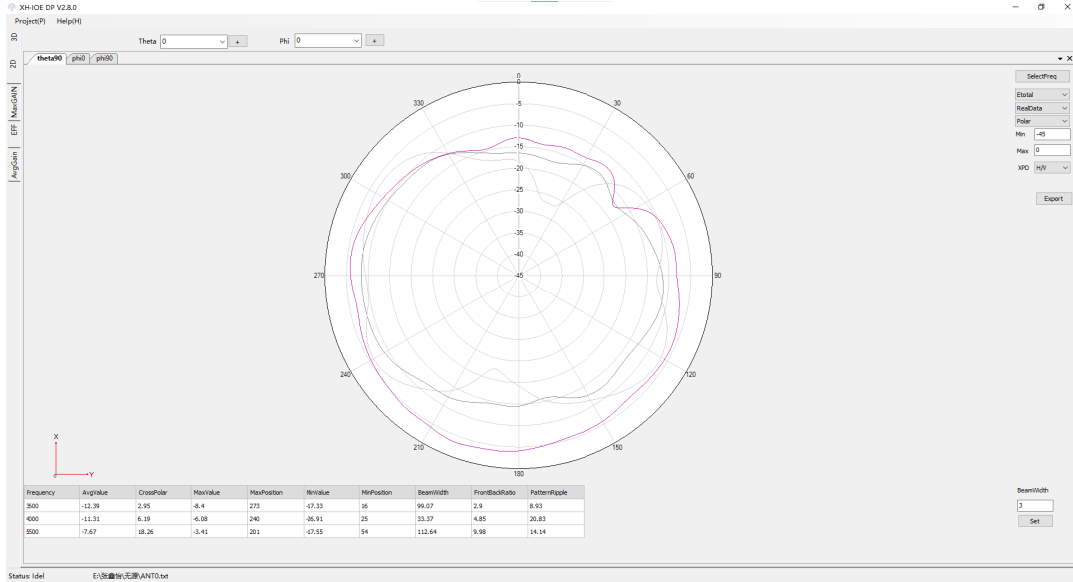 XH-IOE DP V2.8.0
Project(P) Help(H)
3D
2D
MaxGAIN
EFF
AvgGain
Theta 0 +
Phi 0 +
theta90 phi0 phi90
SelectFreq
Etotal
RealData
Polar
Min -45
Max 0
XPD H/V
Export
0
30
60
90
120
150
180
210
240
270
300
330
0
-5
-10
-15
-20
-25
-30
-35
-40
-45
X
Y
Frequency AvgValue CrossPolar MaxValue MaxPosition MinValue MinPosition BeamWidth FrontBackRatio PatternRipple
3500 -12.39 2.95 -8.4 273 -17.33 16 99.07 2.9 8.93
4000 -11.31 6.19 -6.08 240 -26.91 25 33.37 4.85 20.83
5500 -7.67 18.26 -3.41 201 -17.55 54 112.64 9.98 14.14
BeamWidth
3
Set
Status: Idel E:\张鑫怡\无源\ANT0.txt